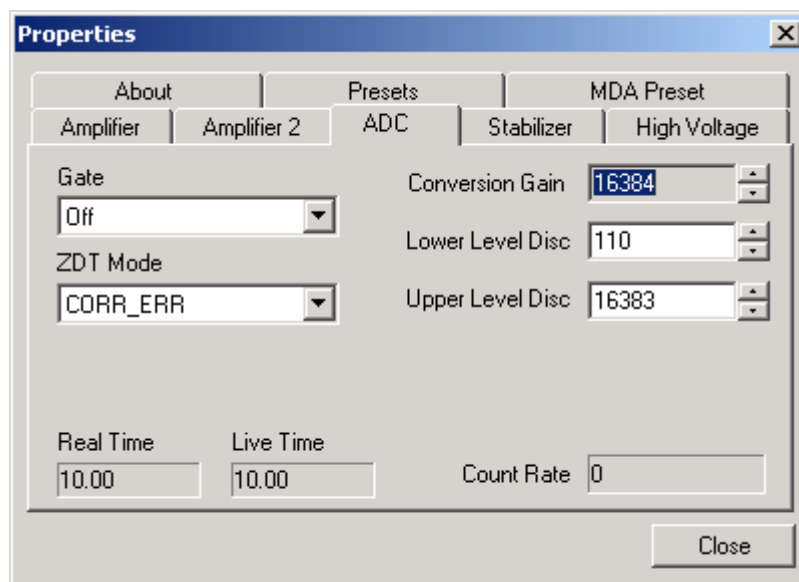 Properties
About Presets MDA Preset
Amplifier Amplifier 2 ADC Stabilizer High Voltage
Gate
Off
ZDT Mode
CORR_ERR
Conversion Gain 16384
Lower Level Disc 110
Upper Level Disc 16383
Real Time Live Time
10.00 10.00
Count Rate 0
Close